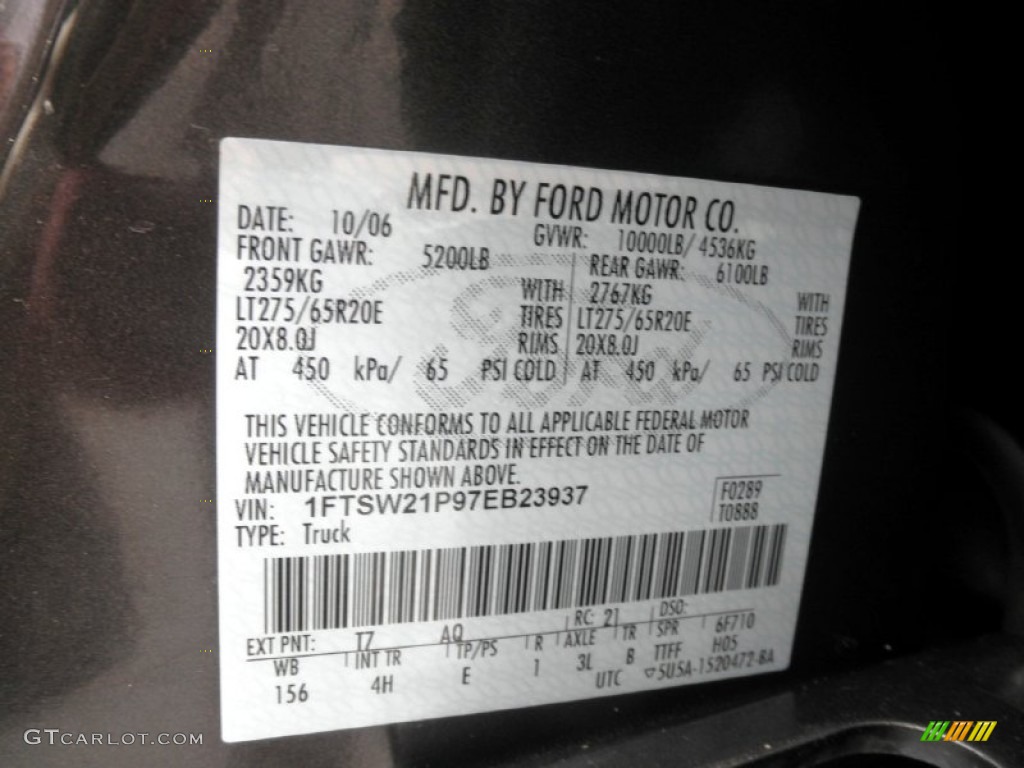 MFD. BY FORD MOTOR CO.
DATE: 10/06 GVWR: 10000LB/ 4536KG
FRONT GAWR: 5200LB REAR GAWR: 6100LB
2359KG WITH 2767KG WITH
LT275/65R20E TIRES LT275/65R20E TIRES
20X8.0J RIMS 20X8.0J RIMS
AT 450 kPa/ 65 PSI COLD AT 450 kPa/ 65 PSI COLD
THIS VEHICLE CONFORMS TO ALL APPLICABLE FEDERAL MOTOR
VEHICLE SAFETY STANDARDS IN EFFECT ON THE DATE OF
MANUFACTURE SHOWN ABOVE.
VIN: 1FTSW21P97EB23937 F0289
TYPE: Truck T0888
RC: 21 DSO:
EXT PNT: T7 AQ 6F710
WB INT TR TP/PS R AXLE TR SPR H05
156 4H E 1 3L B TTFF
UTC ▽5USA-1520472-BA
GTCARLOT.COM